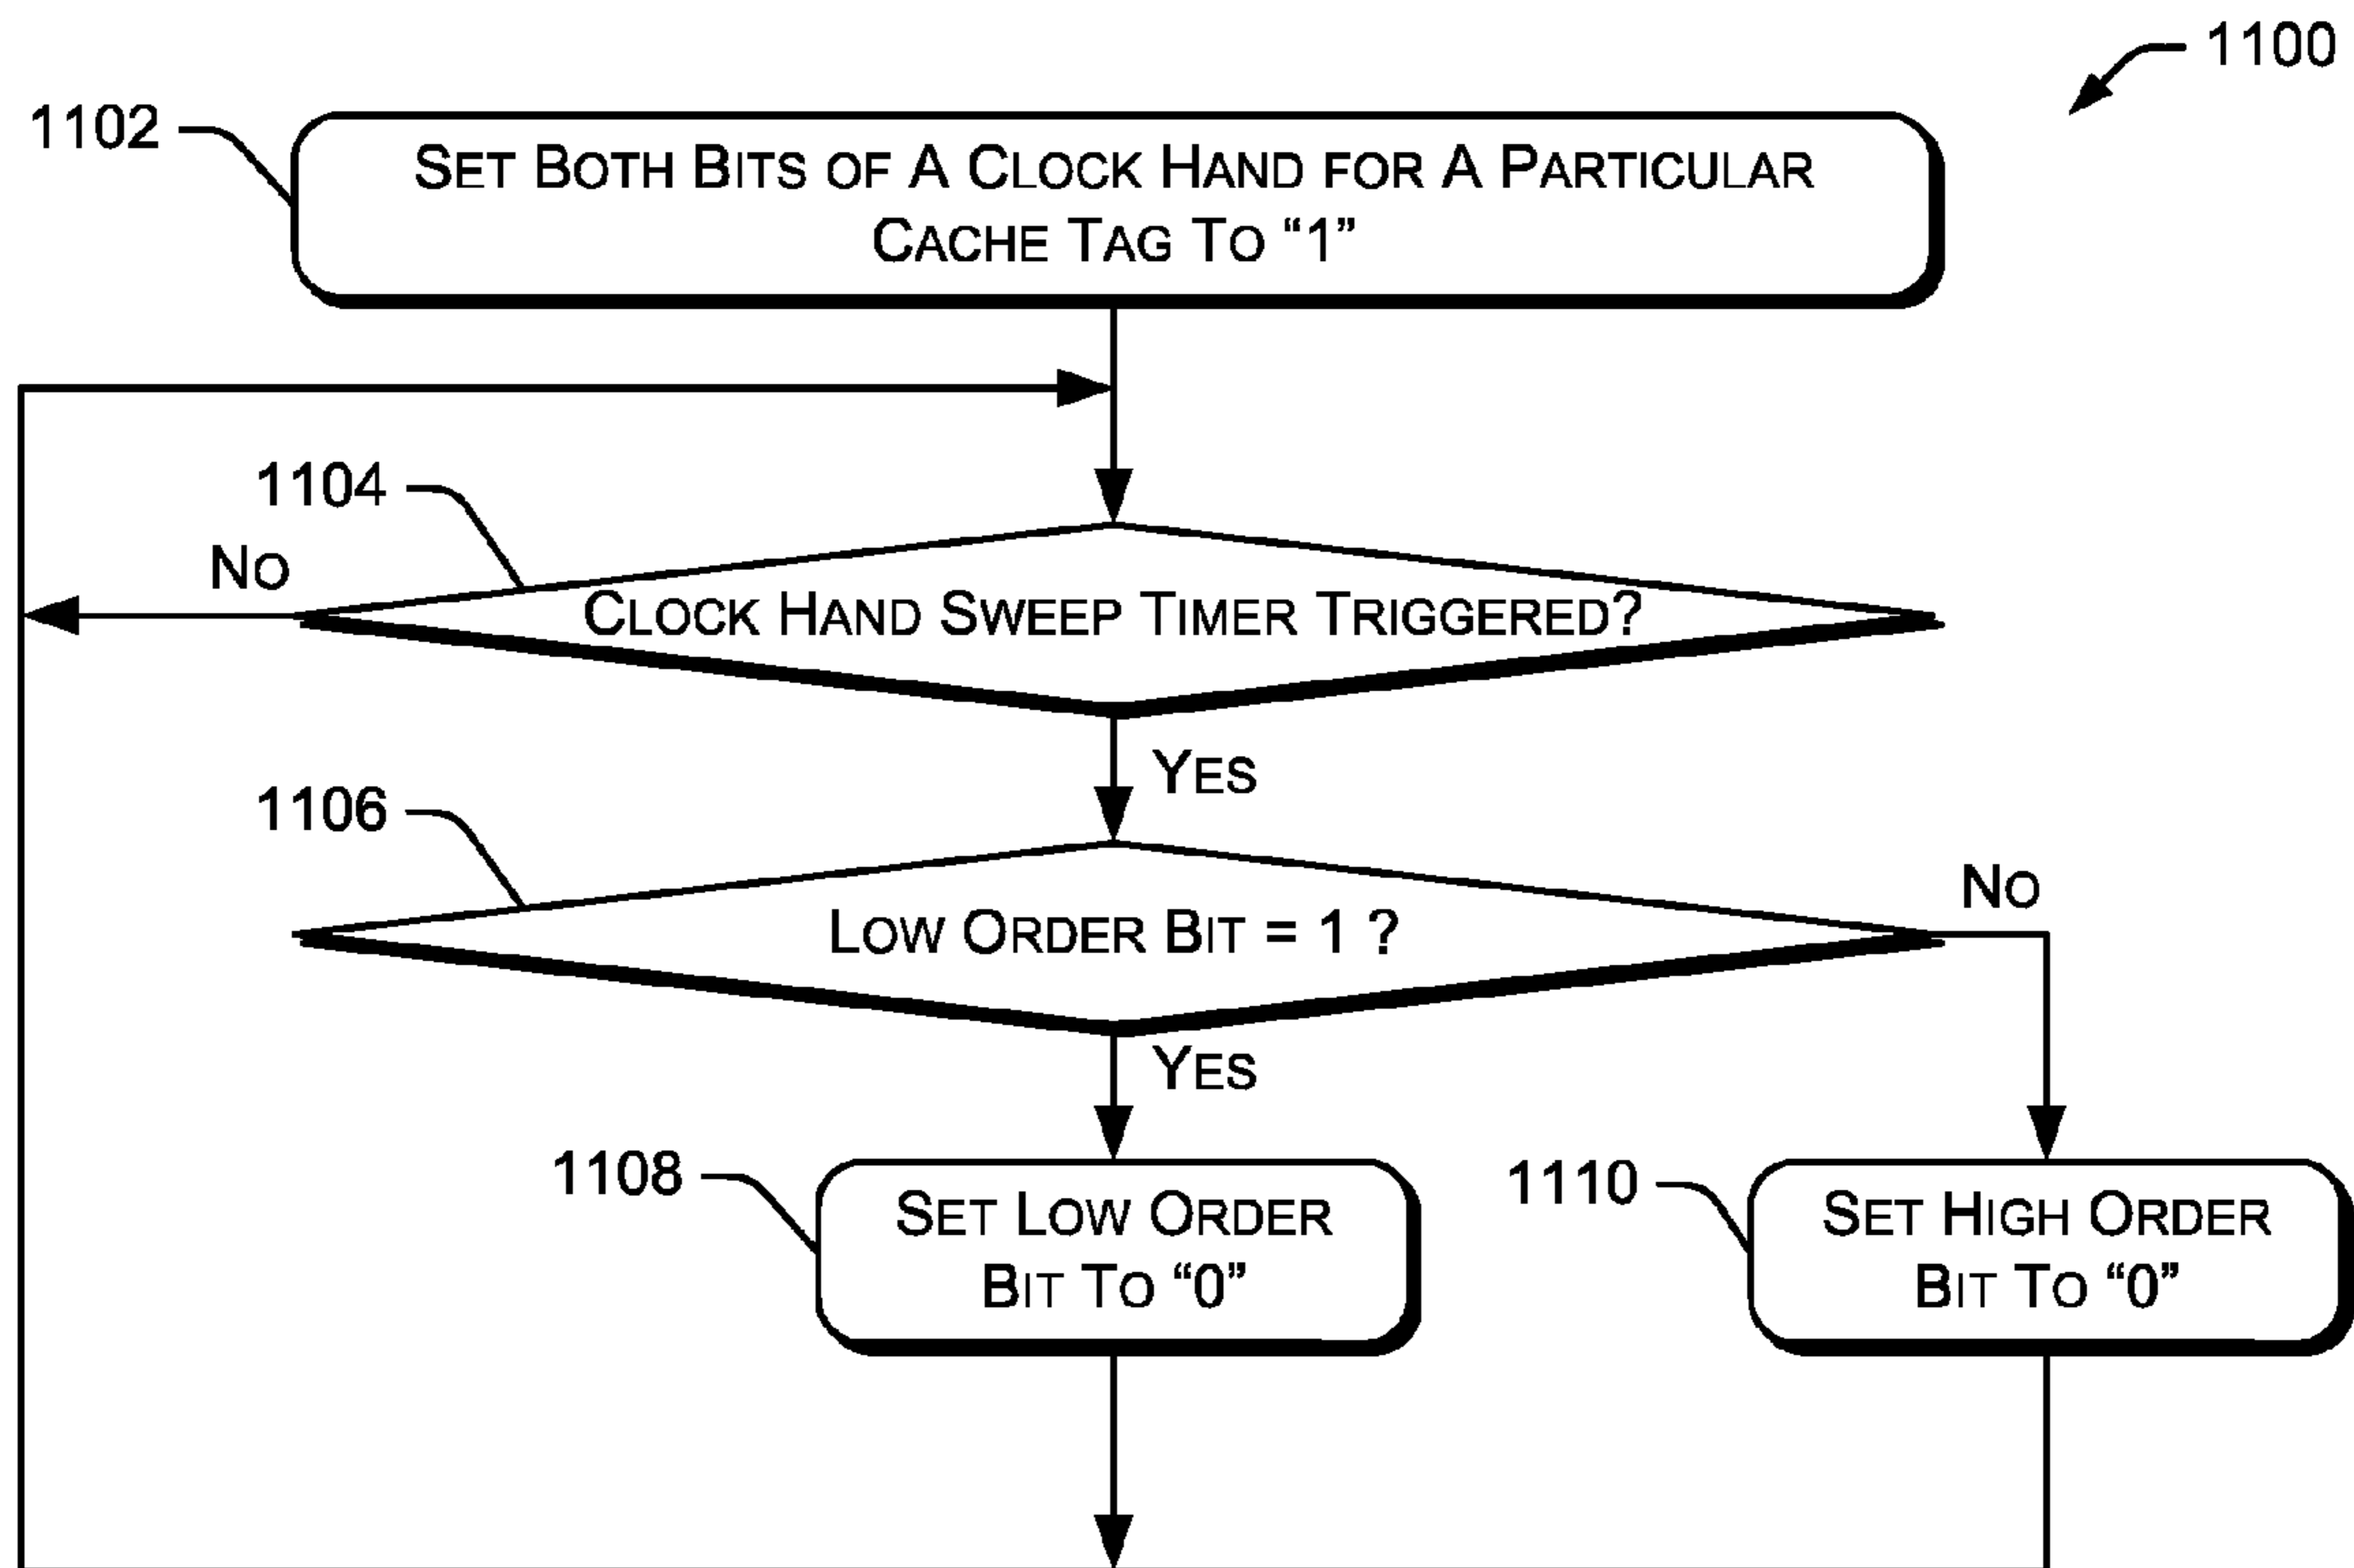 1100
1102
SET BOTH BITS OF A CLOCK HAND FOR A PARTICULAR
CACHE TAG TO “1”
1104
NO
CLOCK HAND SWEEP TIMER TRIGGERED?
YES
1106
NO
LOW ORDER BIT = 1 ?
YES
1108
SET LOW ORDER
BIT TO “0”
1110
SET HIGH ORDER
BIT TO “0”